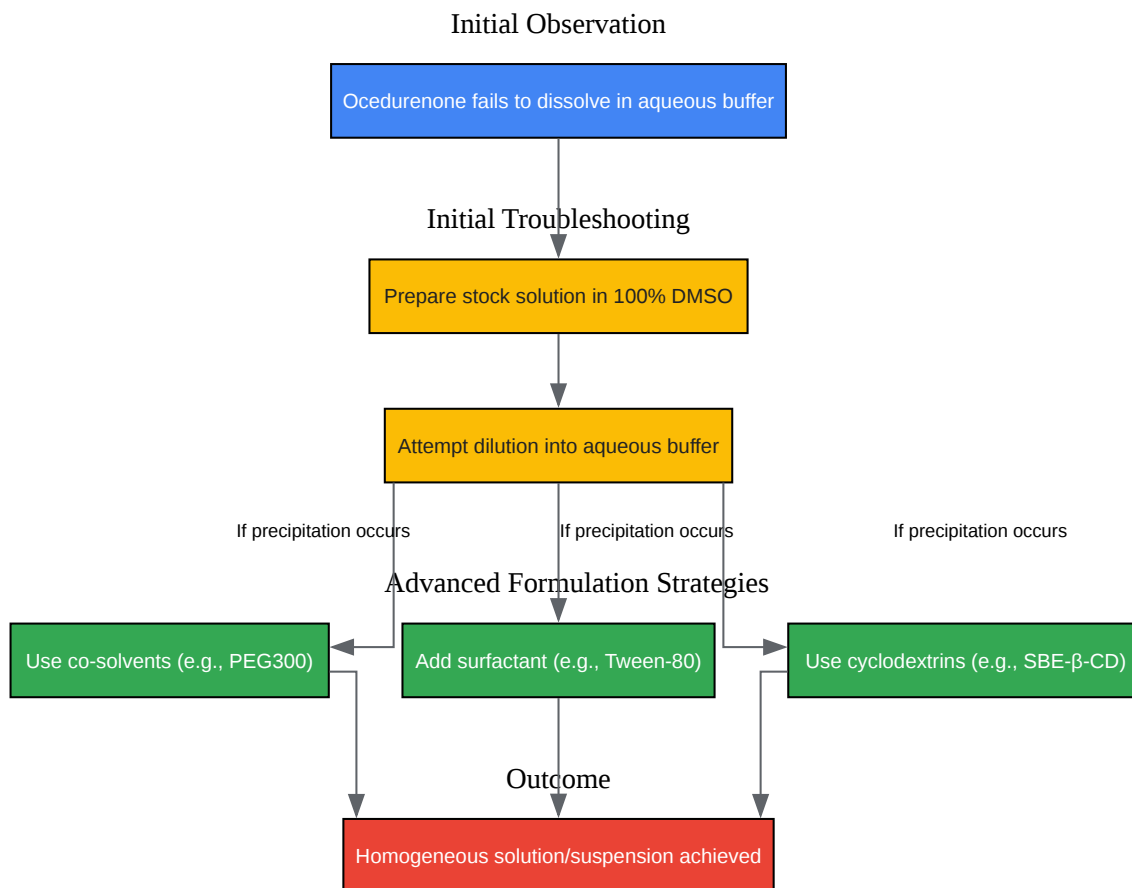 Initial Observation
Ocedurenone fails to dissolve in aqueous buffer
Initial Troubleshooting
Prepare stock solution in 100% DMSO
Attempt dilution into aqueous buffer
If precipitation occurs
If precipitation occurs
If precipitation occurs
Advanced Formulation Strategies
Use co-solvents (e.g., PEG300)
Add surfactant (e.g., Tween-80)
Use cyclodextrins (e.g., SBE-β-CD)
Outcome
Homogeneous solution/suspension achieved